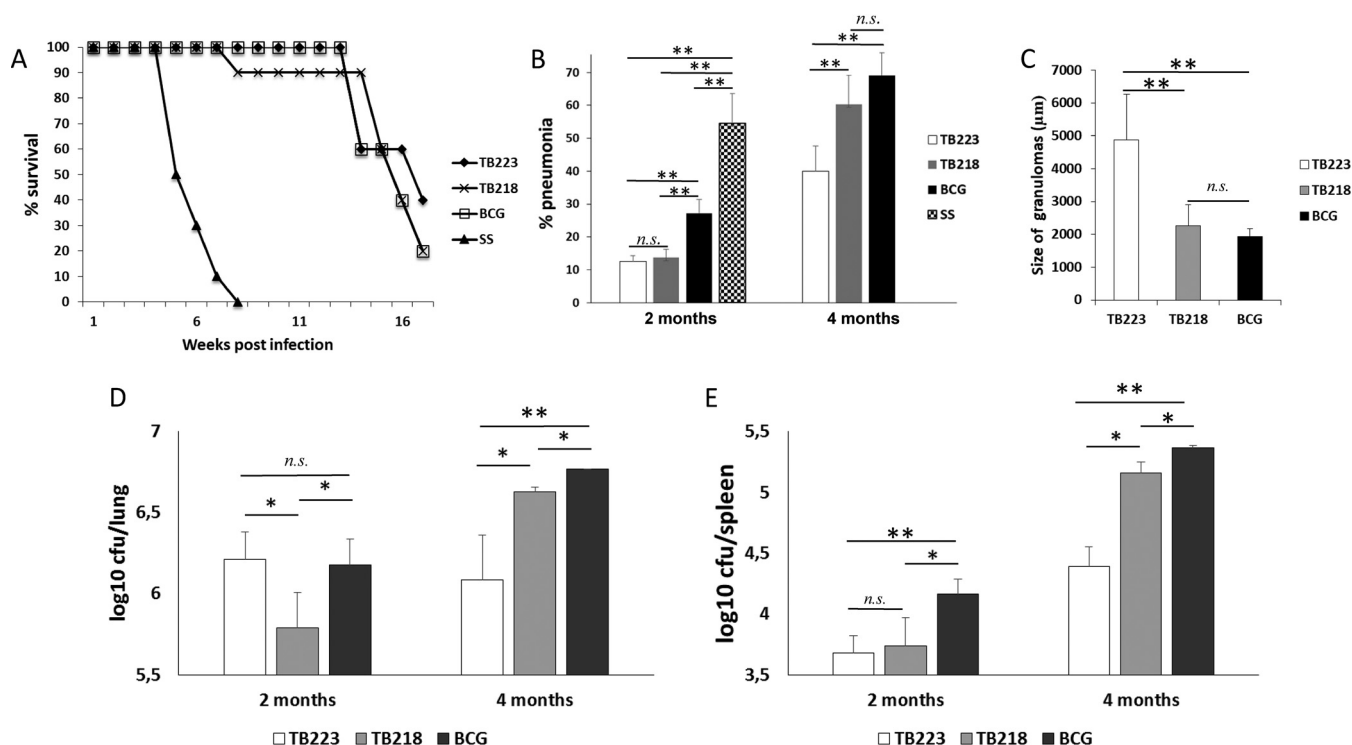 A
% survival
100
90
80
70
60
50
40
30
20
10
0
1 6 11 16
Weeks post infection
TB223
TB218
BCG
SS
B
% pneumonia
70
60
50
40
30
20
10
0
n.s.
**
**
**
**
**
n.s.
**
**
n.s.
2 months 4 months
TB223
TB218
BCG
SS
C
Size of granulomas (µm)
7000
6000
5000
4000
3000
2000
1000
0
**
**
n.s.
TB223 TB218 BCG
TB223
TB218
BCG
D
log10 cfu/lung
7
6,5
6
5,5
n.s.
* *
**
* *
2 months 4 months
TB223 TB218 BCG
E
log10 cfu/spleen
5,5
5
4,5
4
3,5
**
*
n.s.
**
* *
2 months 4 months
TB223 TB218 BCG